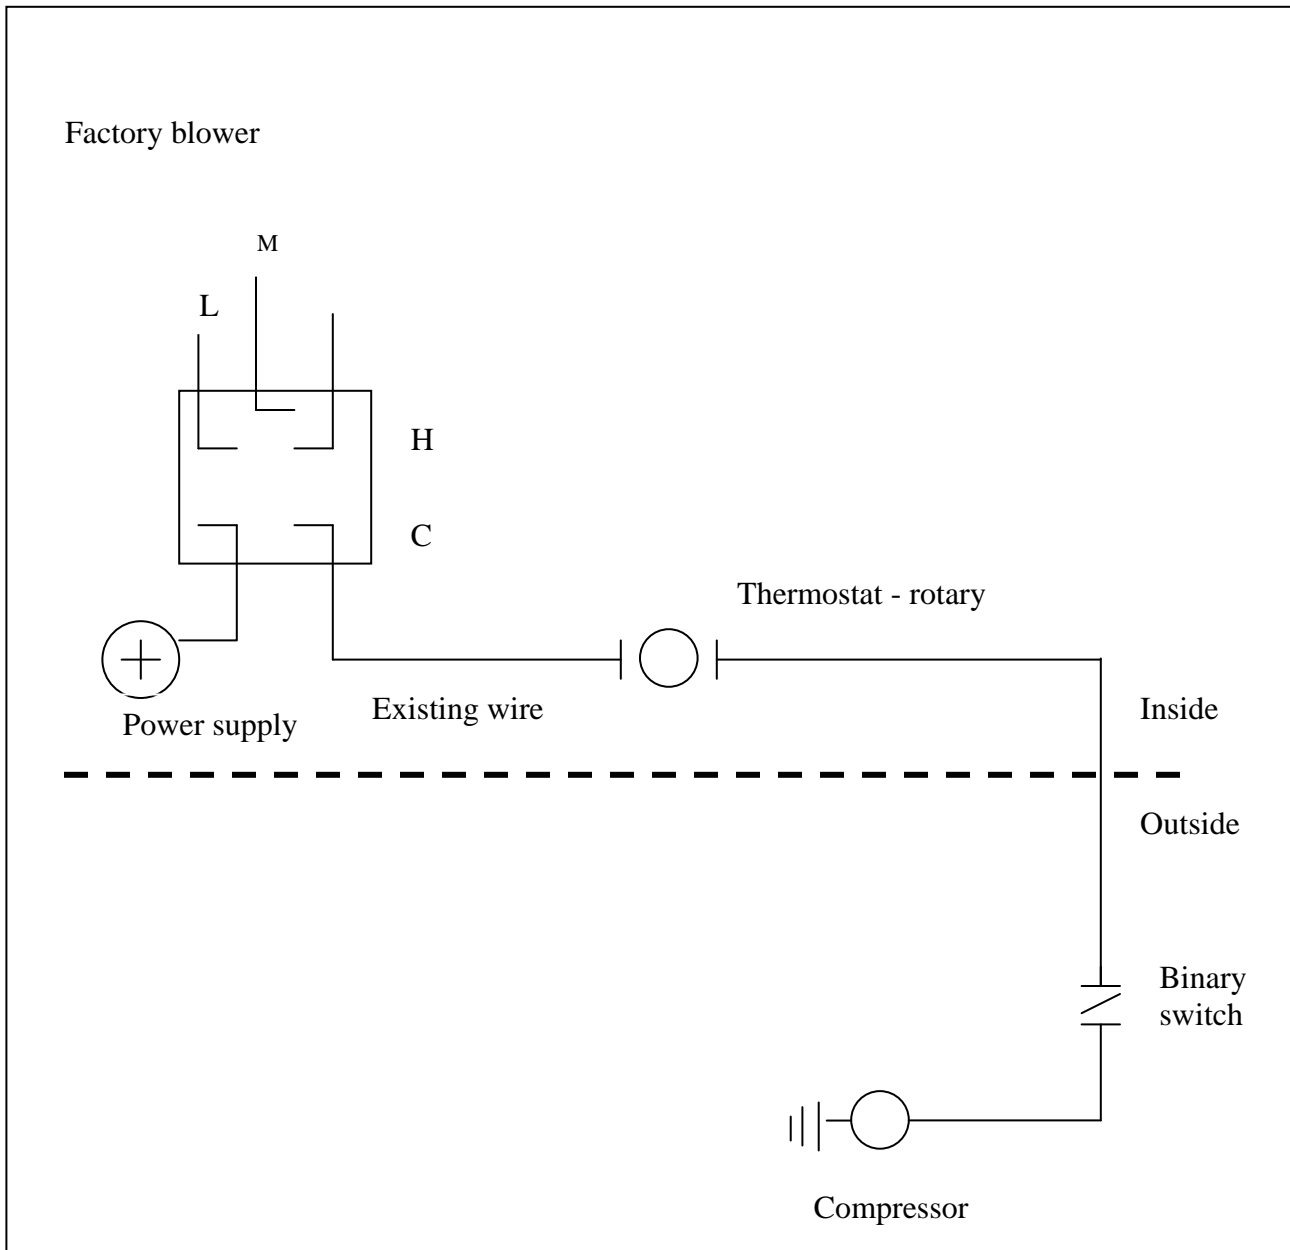 Factory blower
M
L
H
C
Thermostat - rotary
Power supply
Existing wire
Inside
Outside
Binary
switch
Compressor